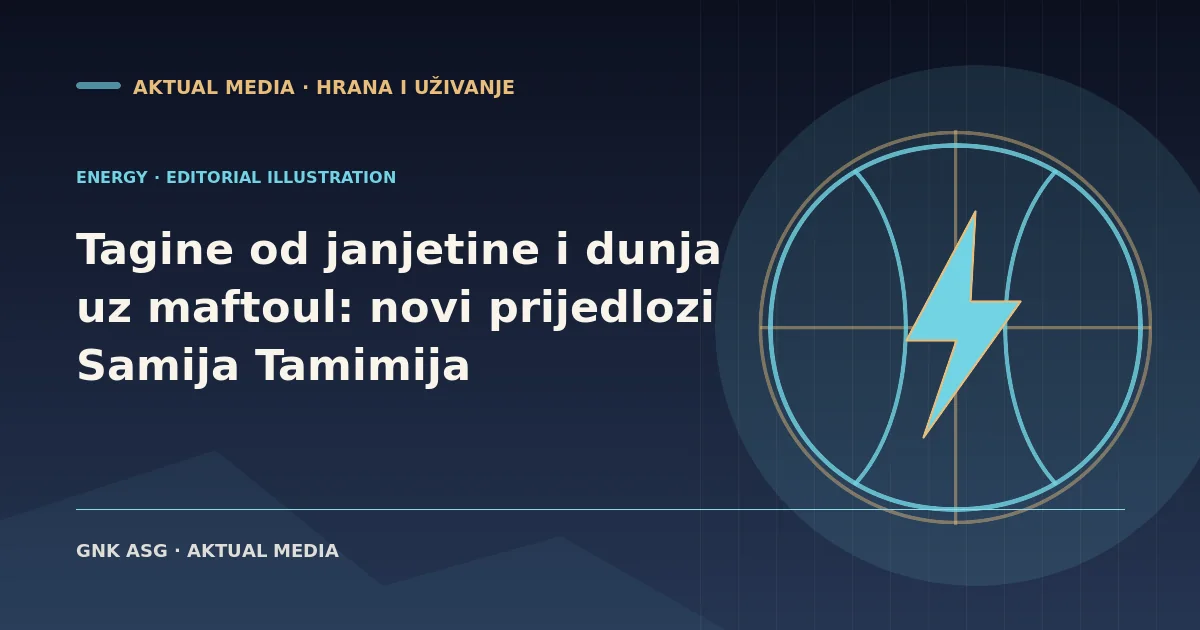 AKTUAL MEDIA · HRANA I UŽIVANJE
ENERGY · EDITORIAL ILLUSTRATION
Tagine od janjetine i dunja
uz maftoul: novi prijedlozi
Samija Tamimija
GNK ASG · AKTUAL MEDIA